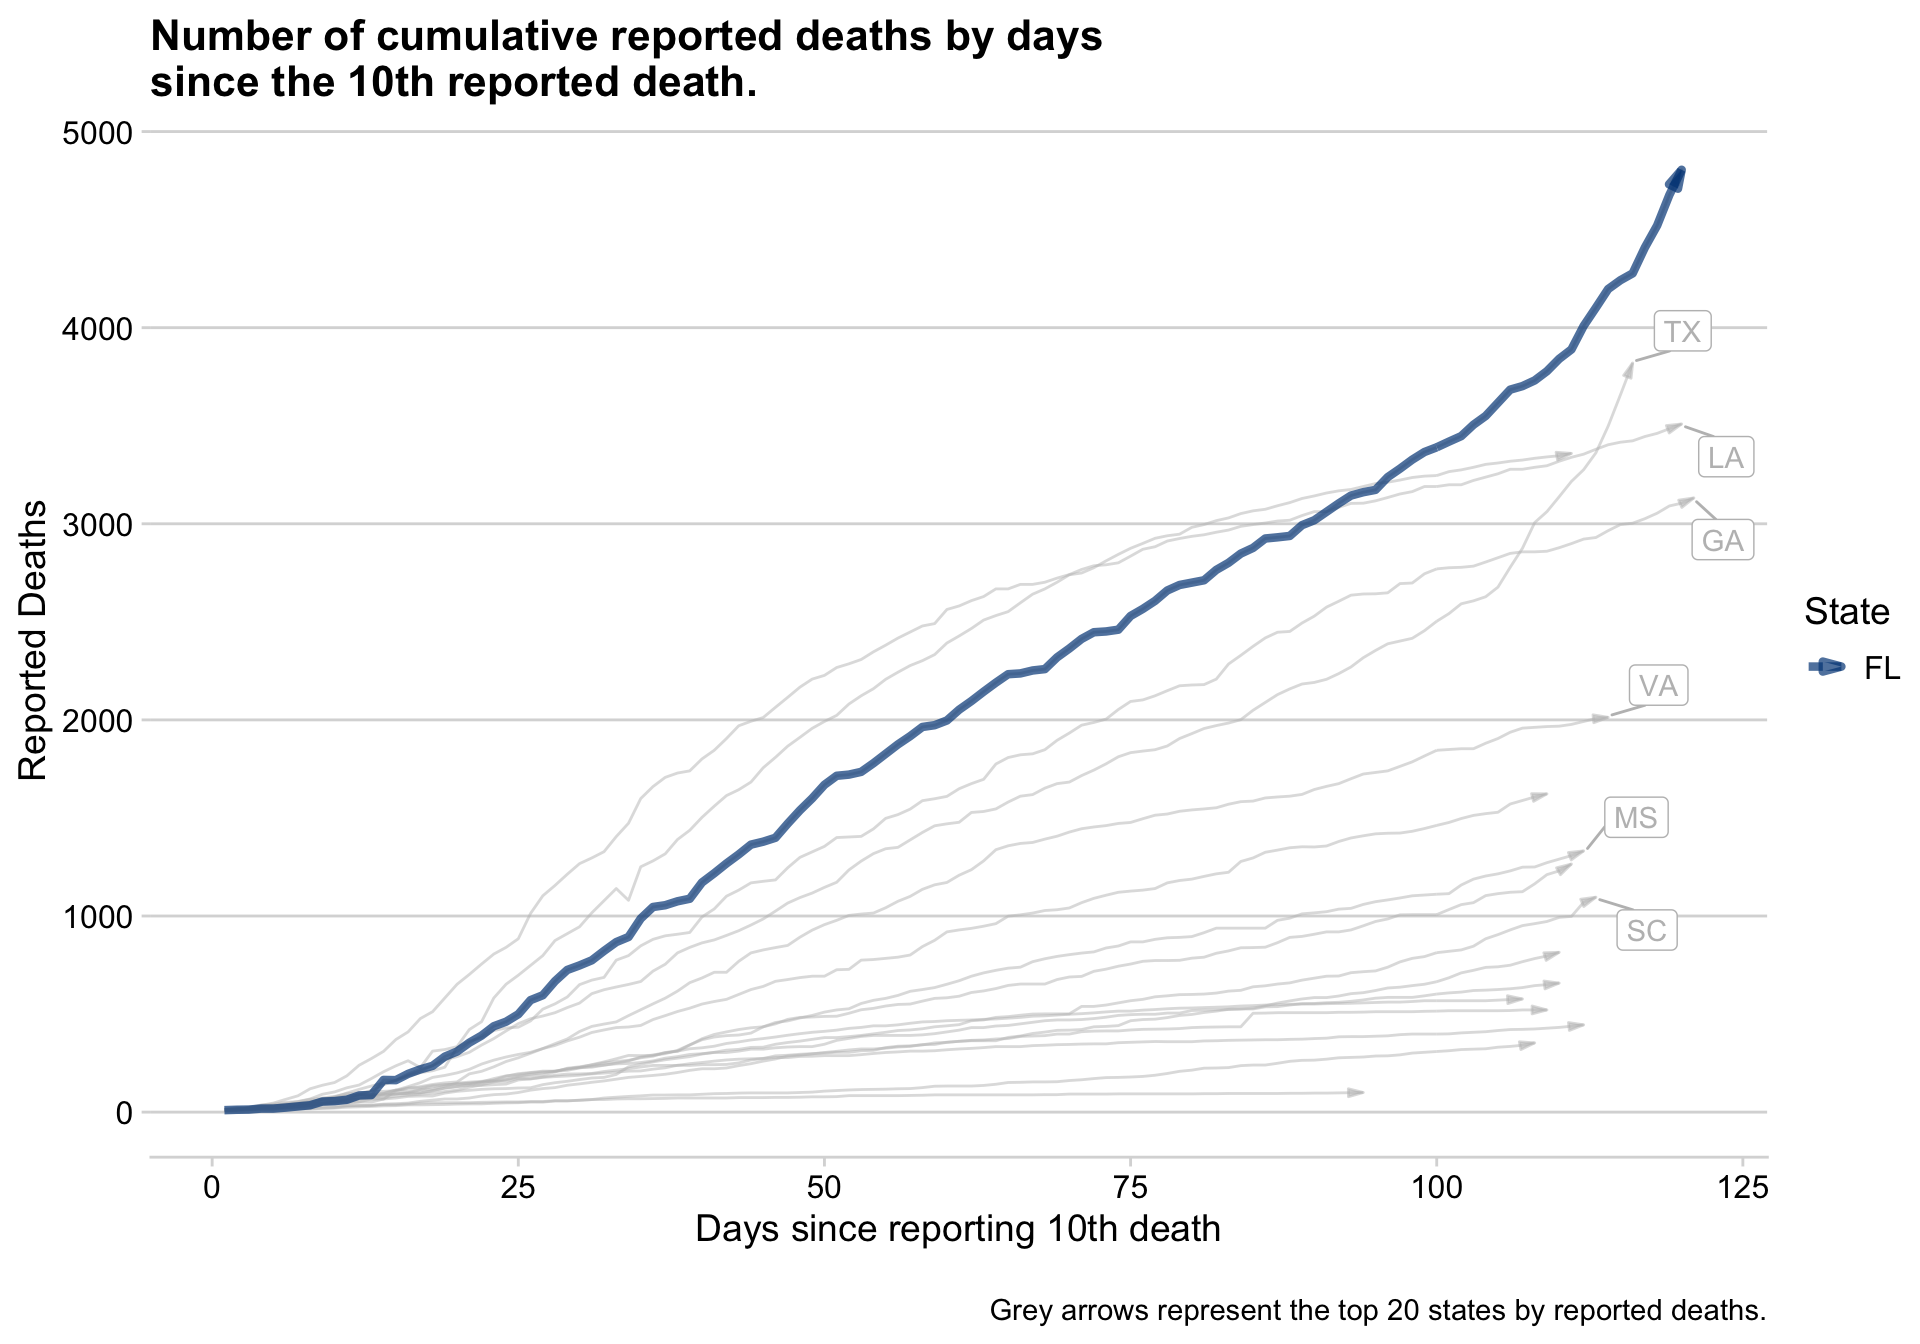 Number of cumulative reported deaths by days
since the 10th reported death.
5000
4000
3000
2000
1000
0
Reported Deaths
TX
LA
GA
VA
MS
SC
State
FL
0 25 50 75 100 125
Days since reporting 10th death
Grey arrows represent the top 20 states by reported deaths.